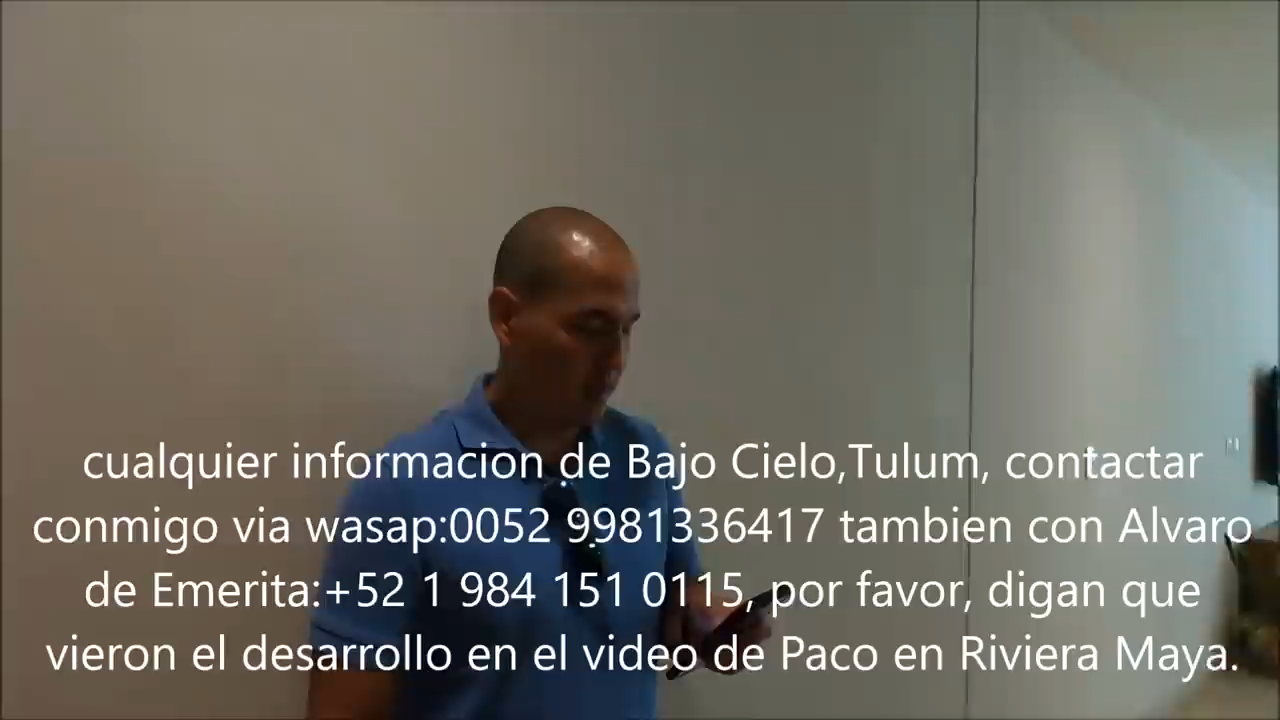 cualquier informacion de Bajo Cielo,Tulum, contactar
conmigo via wasap:0052 9981336417 tambien con Alvaro
de Emerita:+52 1 984 151 0115, por favor, digan que
vieron el desarrollo en el video de Paco en Riviera Maya.